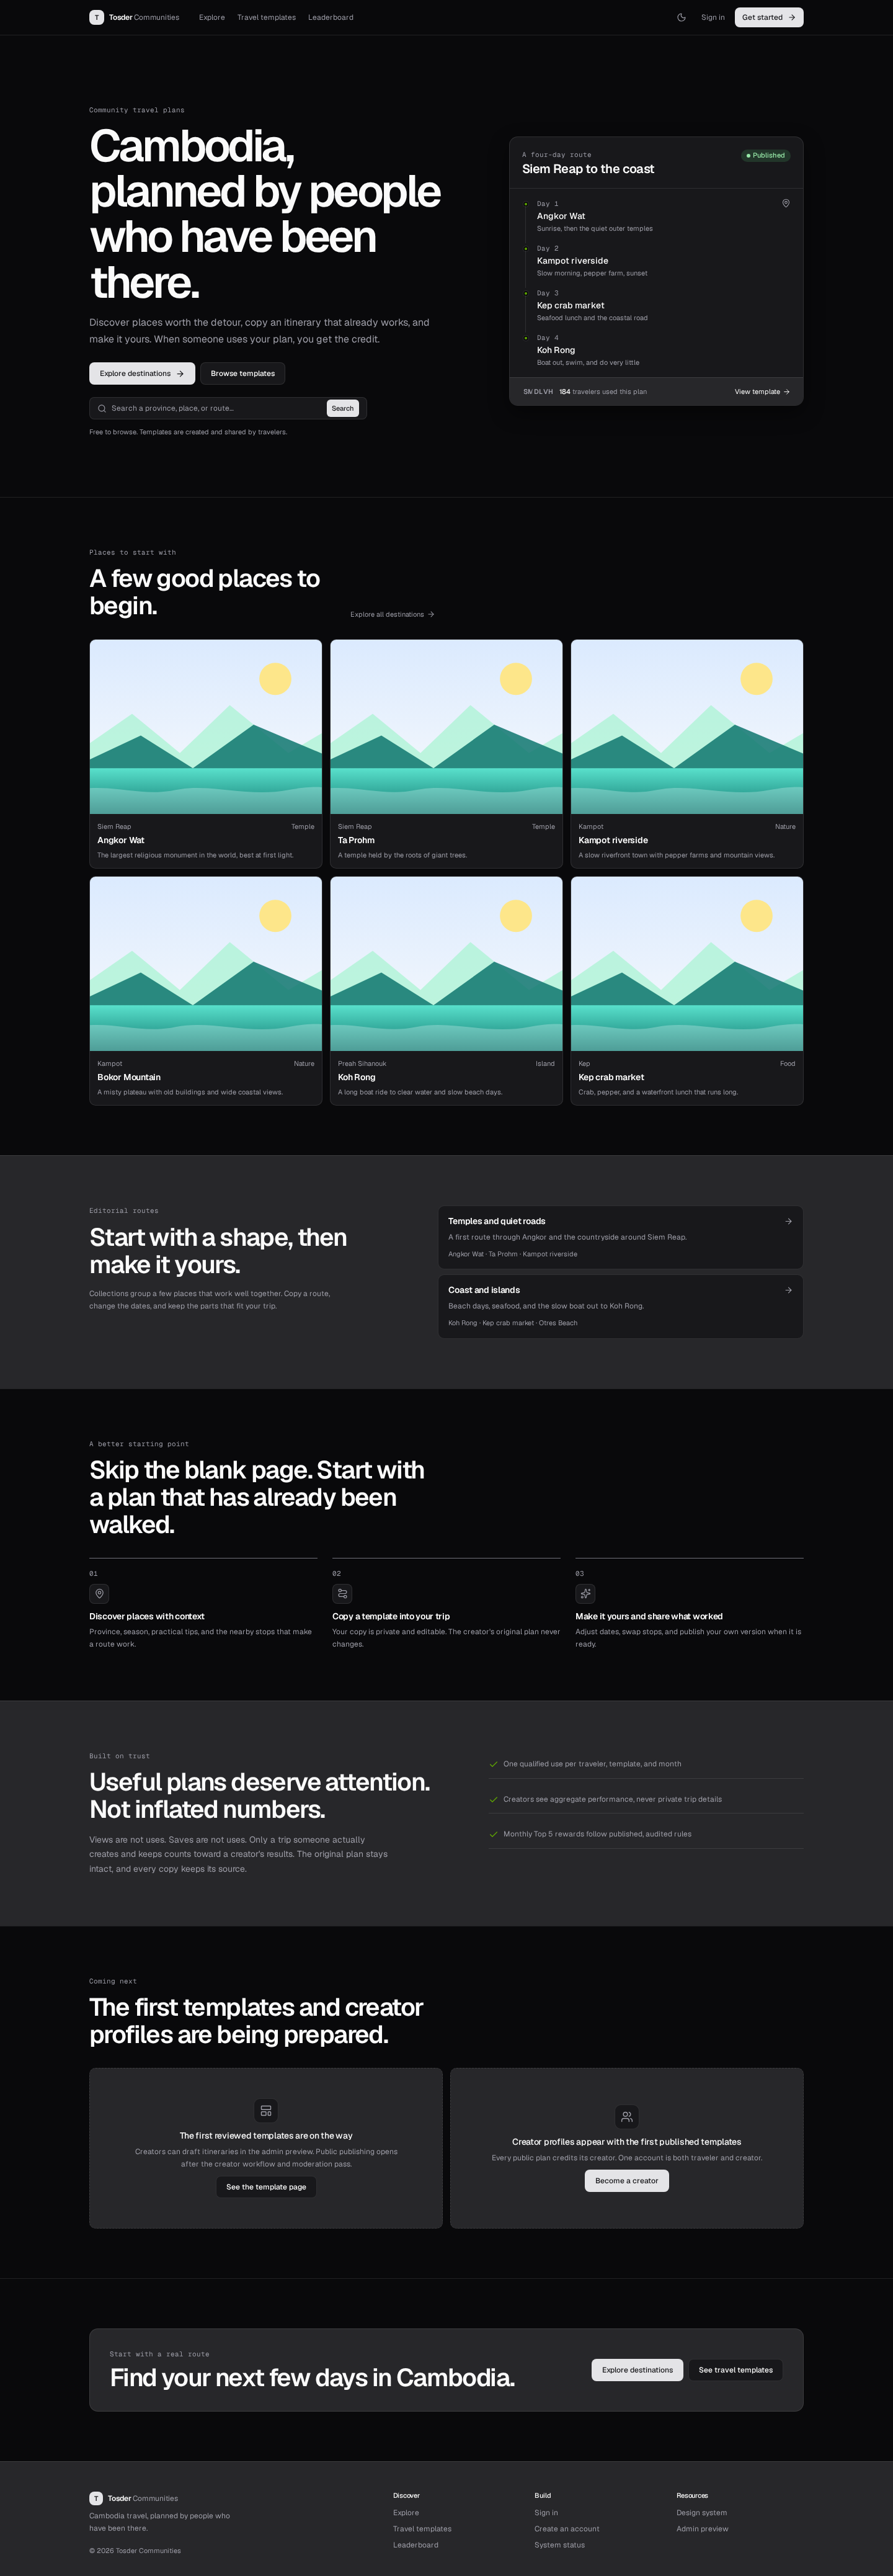 T Tosder Communities Explore Travel templates Leaderboard Sign in Get started
Community travel plans
Cambodia,
planned by people
who have been
there.
Discover places worth the detour, copy an itinerary that already works, and
make it yours. When someone uses your plan, you get the credit.
Explore destinations Browse templates
Search a province, place, or route... Search
Free to browse. Templates are created and shared by travelers.
A four-day route
Siem Reap to the coast
Published
Day 1
Angkor Wat
Sunrise, then the quiet outer temples
Day 2
Kampot riverside
Slow morning, pepper farm, sunset
Day 3
Kep crab market
Seafood lunch and the coastal road
Day 4
Koh Rong
Boat out, swim, and do very little
184 travelers used this plan View template
Places to start with
A few good places to
begin.
Explore all destinations
Siem Reap Temple
Angkor Wat
The largest religious monument in the world, best at first light.
Siem Reap Temple
Ta Prohm
A temple held by the roots of giant trees.
Kampot Nature
Kampot riverside
A slow riverfront town with pepper farms and mountain views.
Kampot Nature
Bokor Mountain
A misty plateau with old buildings and wide coastal views.
Preah Sihanouk Island
Koh Rong
A long boat ride to clear water and slow beach days.
Kep Food
Kep crab market
Crab, pepper, and a waterfront lunch that runs long.
Editorial routes
Start with a shape, then
make it yours.
Collections group a few places that work well together. Copy a route,
change the dates, and keep the parts that fit your trip.
Temples and quiet roads
A first route through Angkor and the countryside around Siem Reap.
Angkor Wat · Ta Prohm · Kampot riverside
Coast and islands
Beach days, seafood, and the slow boat out to Koh Rong.
Koh Rong · Kep crab market · Otres Beach
A better starting point
Skip the blank page. Start with
a plan that has already been
walked.
01
Discover places with context
Province, season, practical tips, and the nearby stops that make
a route work.
02
Copy a template into your trip
Your copy is private and editable. The creator's original plan never
changes.
03
Make it yours and share what worked
Adjust dates, swap stops, and publish your own version when it is
ready.
Built on trust
Useful plans deserve attention.
Not inflated numbers.
Views are not uses. Saves are not uses. Only a trip someone actually
creates and keeps counts toward a creator's results. The original plan stays
intact, and every copy keeps its source.
One qualified use per traveler, template, and month
Creators see aggregate performance, never private trip details
Monthly Top 5 rewards follow published, audited rules
Coming next
The first templates and creator
profiles are being prepared.
The first reviewed templates are on the way
Creators can draft itineraries in the admin preview. Public publishing opens
after the creator workflow and moderation pass.
See the template page
Creator profiles appear with the first published templates
Every public plan credits its creator. One account is both traveler and creator.
Become a creator
Start with a real route
Find your next few days in Cambodia.
Explore destinations See travel templates
T Tosder Communities
Cambodia travel, planned by people who
have been there.
© 2026 Tosder Communities
Discover
Explore
Travel templates
Leaderboard
Build
Sign in
Create an account
System status
Resources
Design system
Admin preview